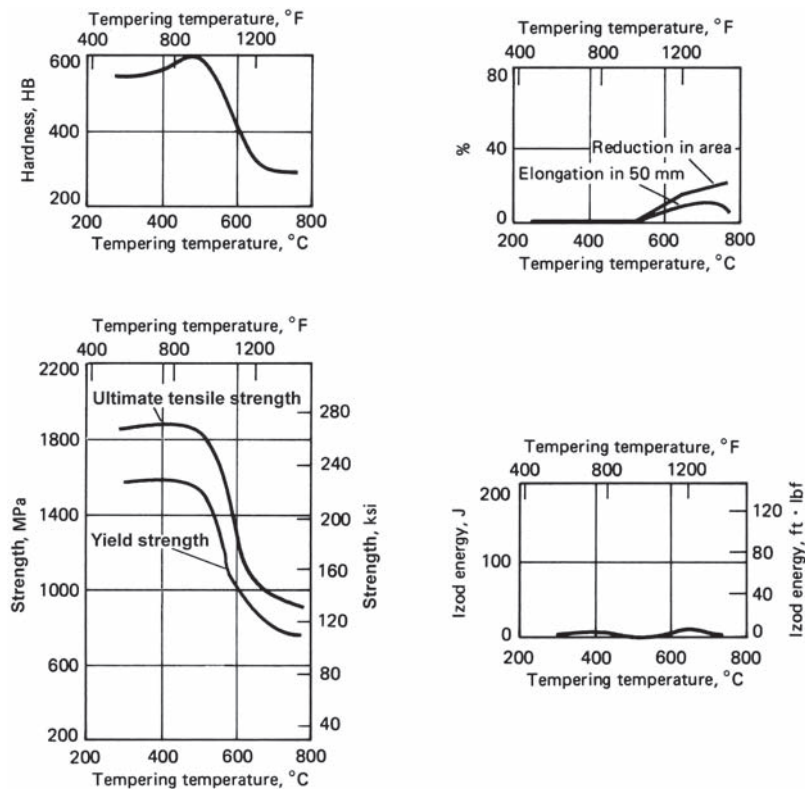 Tempering temperature, °F
400 800 1200
600
400
200
Hardness, HB
200 400 600 800
Tempering temperature, °C
Tempering temperature, °F
400 800 1200
80
40
0
%
Reduction in area
Elongation in 50 mm
200 400 600 800
Tempering temperature, °C
Tempering temperature, °F
400 800 1200
2200
1800
1400
1000
600
200
Strength, MPa
Ultimate tensile strength
Yield strength
280
240
200
160
120
80
40
Strength, ksi
200 400 600 800
Tempering temperature, °C
Tempering temperature, °F
400 800 1200
200
100
0
Izod energy, J
120
80
40
0
Izod energy, ft · lbf
200 400 600 800
Tempering temperature, °C